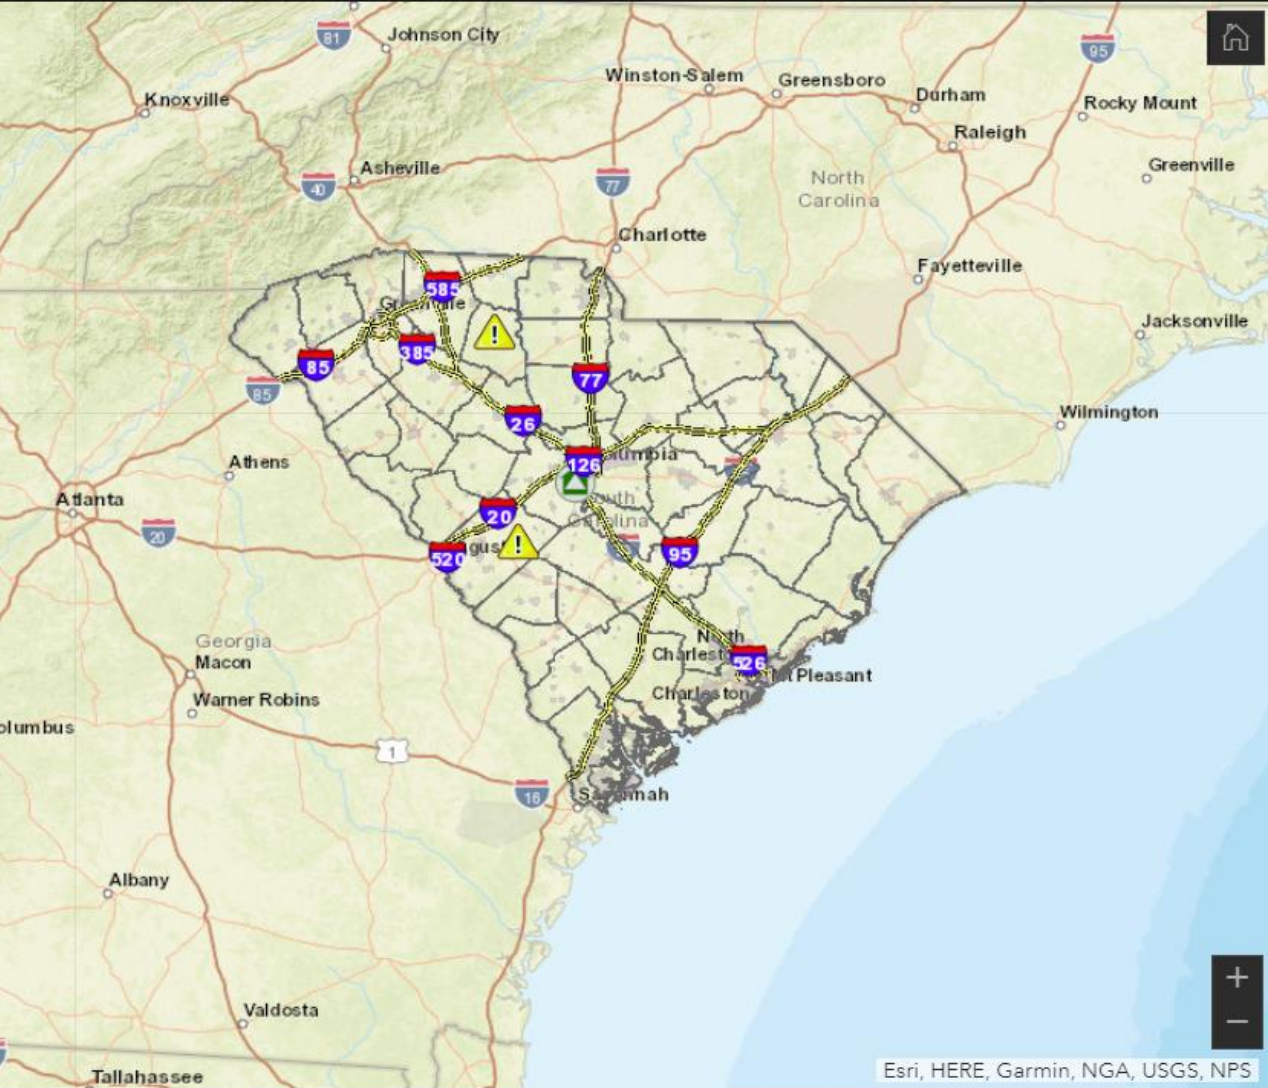 81
Johnson City
95
Winston-Salem
Greensboro
Knoxville
Durham
Rocky Mount
Raleigh
Asheville
Greenville
40
77
North
Carolina
Charlotte
Fayetteville
585
Jacksonville
!
385
85
77
85
Wilmington
26
Athens
126
Atlanta
20
20
95
520
!
Georgia
North
Macon
526
Pleasant
Charleston
Warner Robins
1
16
Albany
Valdosta
Tallahassee
+
−
Esri, HERE, Garmin, NGA, USGS, NPS